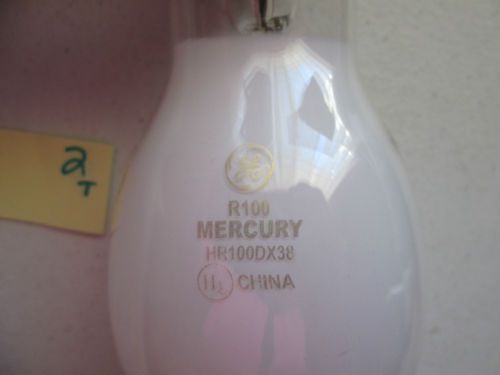 2
T
R100
MERCURY
HR100DX38
CHINA